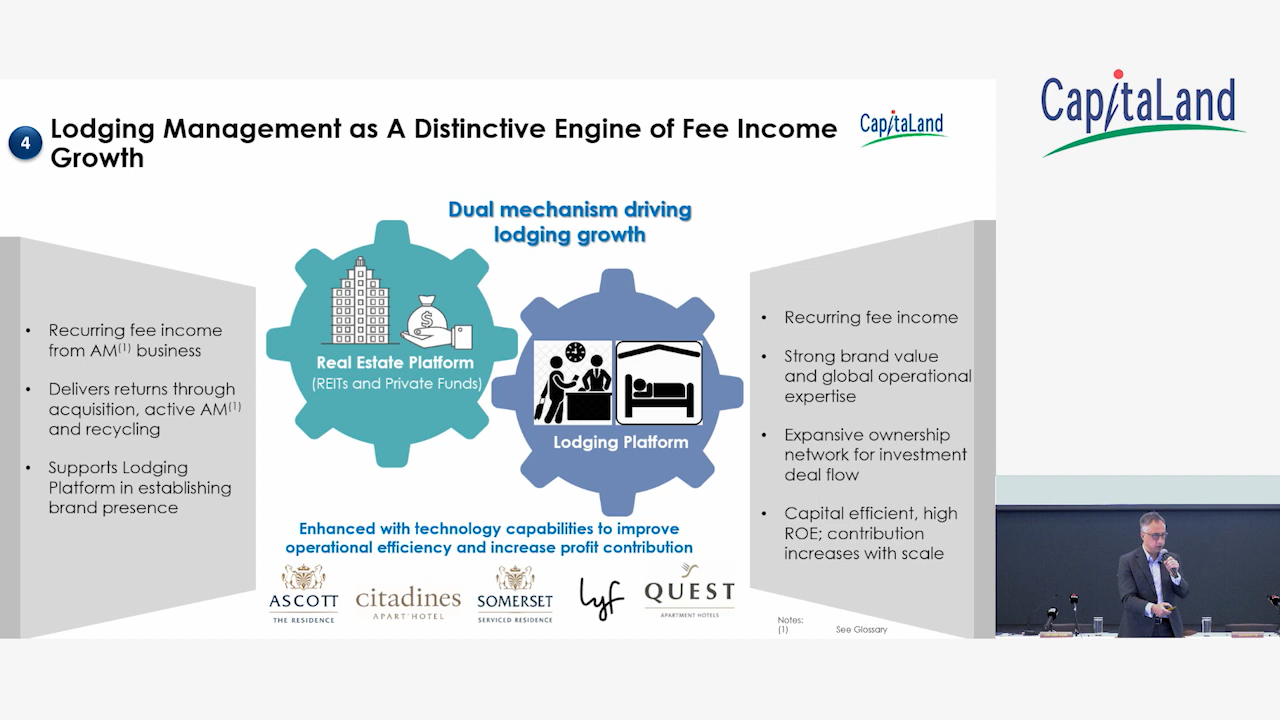 4
Lodging Management as A Distinctive Engine of Fee Income
Growth
CapitaLand
CapitaLand
Dual mechanism driving
lodging growth
• Recurring fee income
from AM(1) business
• Delivers returns through
acquisition, active AM(1)
and recycling
• Supports Lodging
Platform in establishing
brand presence
$
Real Estate Platform
(REITs and Private Funds)
Lodging Platform
• Recurring fee income
• Strong brand value
and global operational
expertise
• Expansive ownership
network for investment
deal flow
• Capital efficient, high
ROE; contribution
increases with scale
Enhanced with technology capabilities to improve
operational efficiency and increase profit contribution
ASCOTT
THE RESIDENCE
citadines
APART'HOTEL
SOMERSET
SERVICED RESIDENCE
lyf
QUEST
APARTMENT HOTELS
Notes:
(1) See Glossary